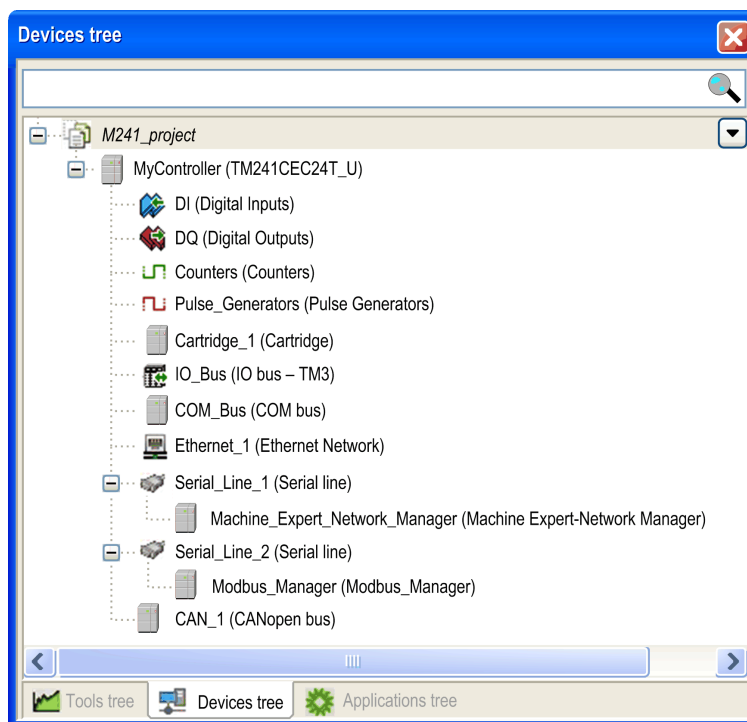 Devices tree
M241_project
MyController (TM241CEC24T_U)
DI (Digital Inputs)
DQ (Digital Outputs)
Counters (Counters)
Pulse_Generators (Pulse Generators)
Cartridge_1 (Cartridge)
IO_Bus (IO bus – TM3)
COM_Bus (COM bus)
Ethernet_1 (Ethernet Network)
Serial_Line_1 (Serial line)
Machine_Expert_Network_Manager (Machine Expert-Network Manager)
Serial_Line_2 (Serial line)
Modbus_Manager (Modbus_Manager)
CAN_1 (CANopen bus)
Tools tree Devices tree Applications tree